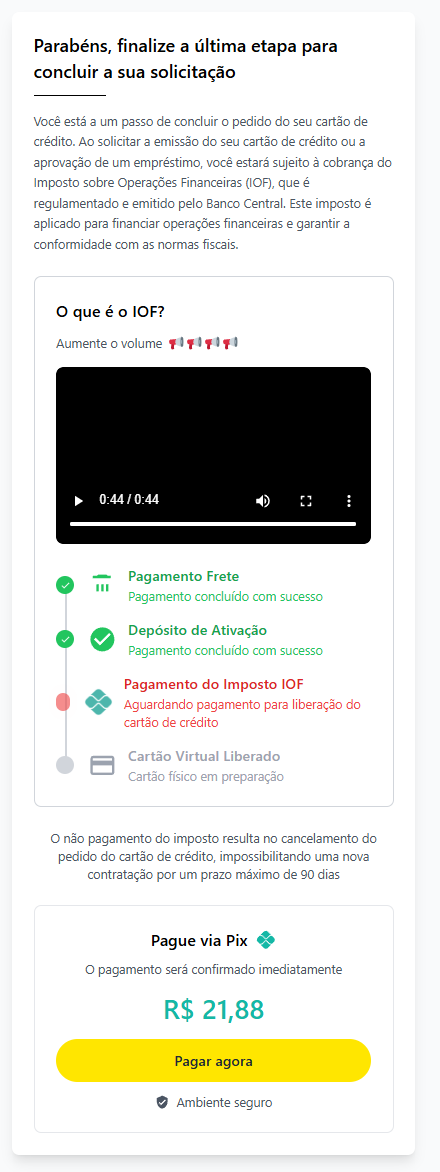 Parabéns, finalize a última etapa para
concluir a sua solicitação
Você está a um passo de concluir o pedido do seu cartão de
crédito. Ao solicitar a emissão do seu cartão de crédito ou a
aprovação de um empréstimo, você estará sujeito à cobrança do
Imposto sobre Operações Financeiras (IOF), que é
regulamentado e emitido pelo Banco Central. Este imposto é
aplicado para financiar operações financeiras e garantir a
conformidade com as normas fiscais.
O que é o IOF?
Aumente o volume
0:44 / 0:44
Pagamento Frete
Pagamento concluído com sucesso
Depósito de Ativação
Pagamento concluído com sucesso
Pagamento do Imposto IOF
Aguardando pagamento para liberação do
cartão de crédito
Cartão Virtual Liberado
Cartão físico em preparação
O não pagamento do imposto resulta no cancelamento do
pedido do cartão de crédito, impossibilitando uma nova
contratação por um prazo máximo de 90 dias
Pague via Pix
O pagamento será confirmado imediatamente
R$ 21,88
Pagar agora
Ambiente seguro